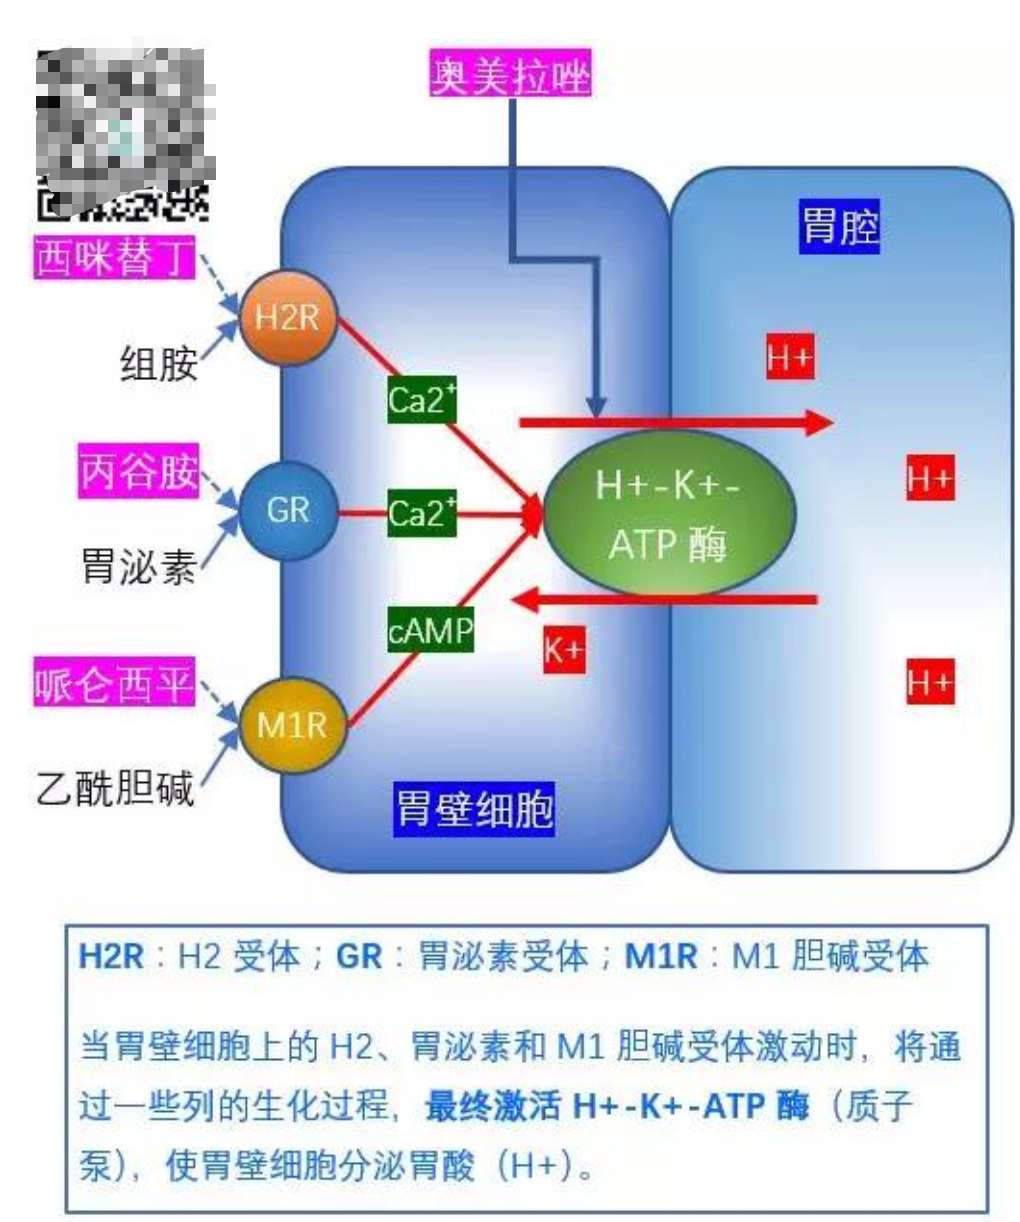 奥美拉唑
胃腔
西咪替丁
H2R
组胺
H+
Ca2⁺
丙谷胺
GR
Ca2⁺
H+-K+-
ATP 酶
H+
胃泌素
cAMP
K+
H+
哌仑西平
M1R
乙酰胆碱
胃壁细胞
H2R：H2 受体；GR：胃泌素受体；M1R：M1 胆碱受体
当胃壁细胞上的 H2、胃泌素和 M1 胆碱受体激动时，将通
过一些列的生化过程，最终激活 H+-K+-ATP 酶（质子
泵），使胃壁细胞分泌胃酸（H+）。